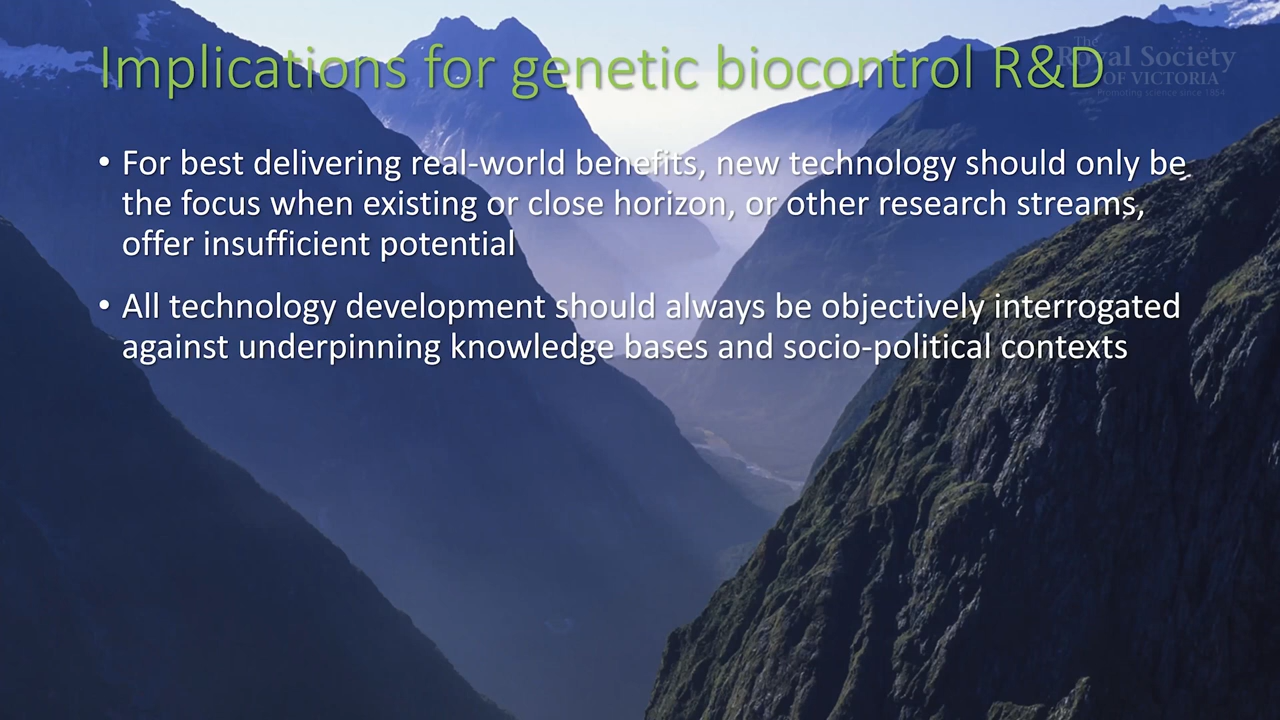 Implications for genetic biocontrol R&D
The
Royal Society
OF VICTORIA
Promoting science since 1854
• For best delivering real-world benefits, new technology should only be
the focus when existing or close horizon, or other research streams,
offer insufficient potential
• All technology development should always be objectively interrogated
against underpinning knowledge bases and socio-political contexts